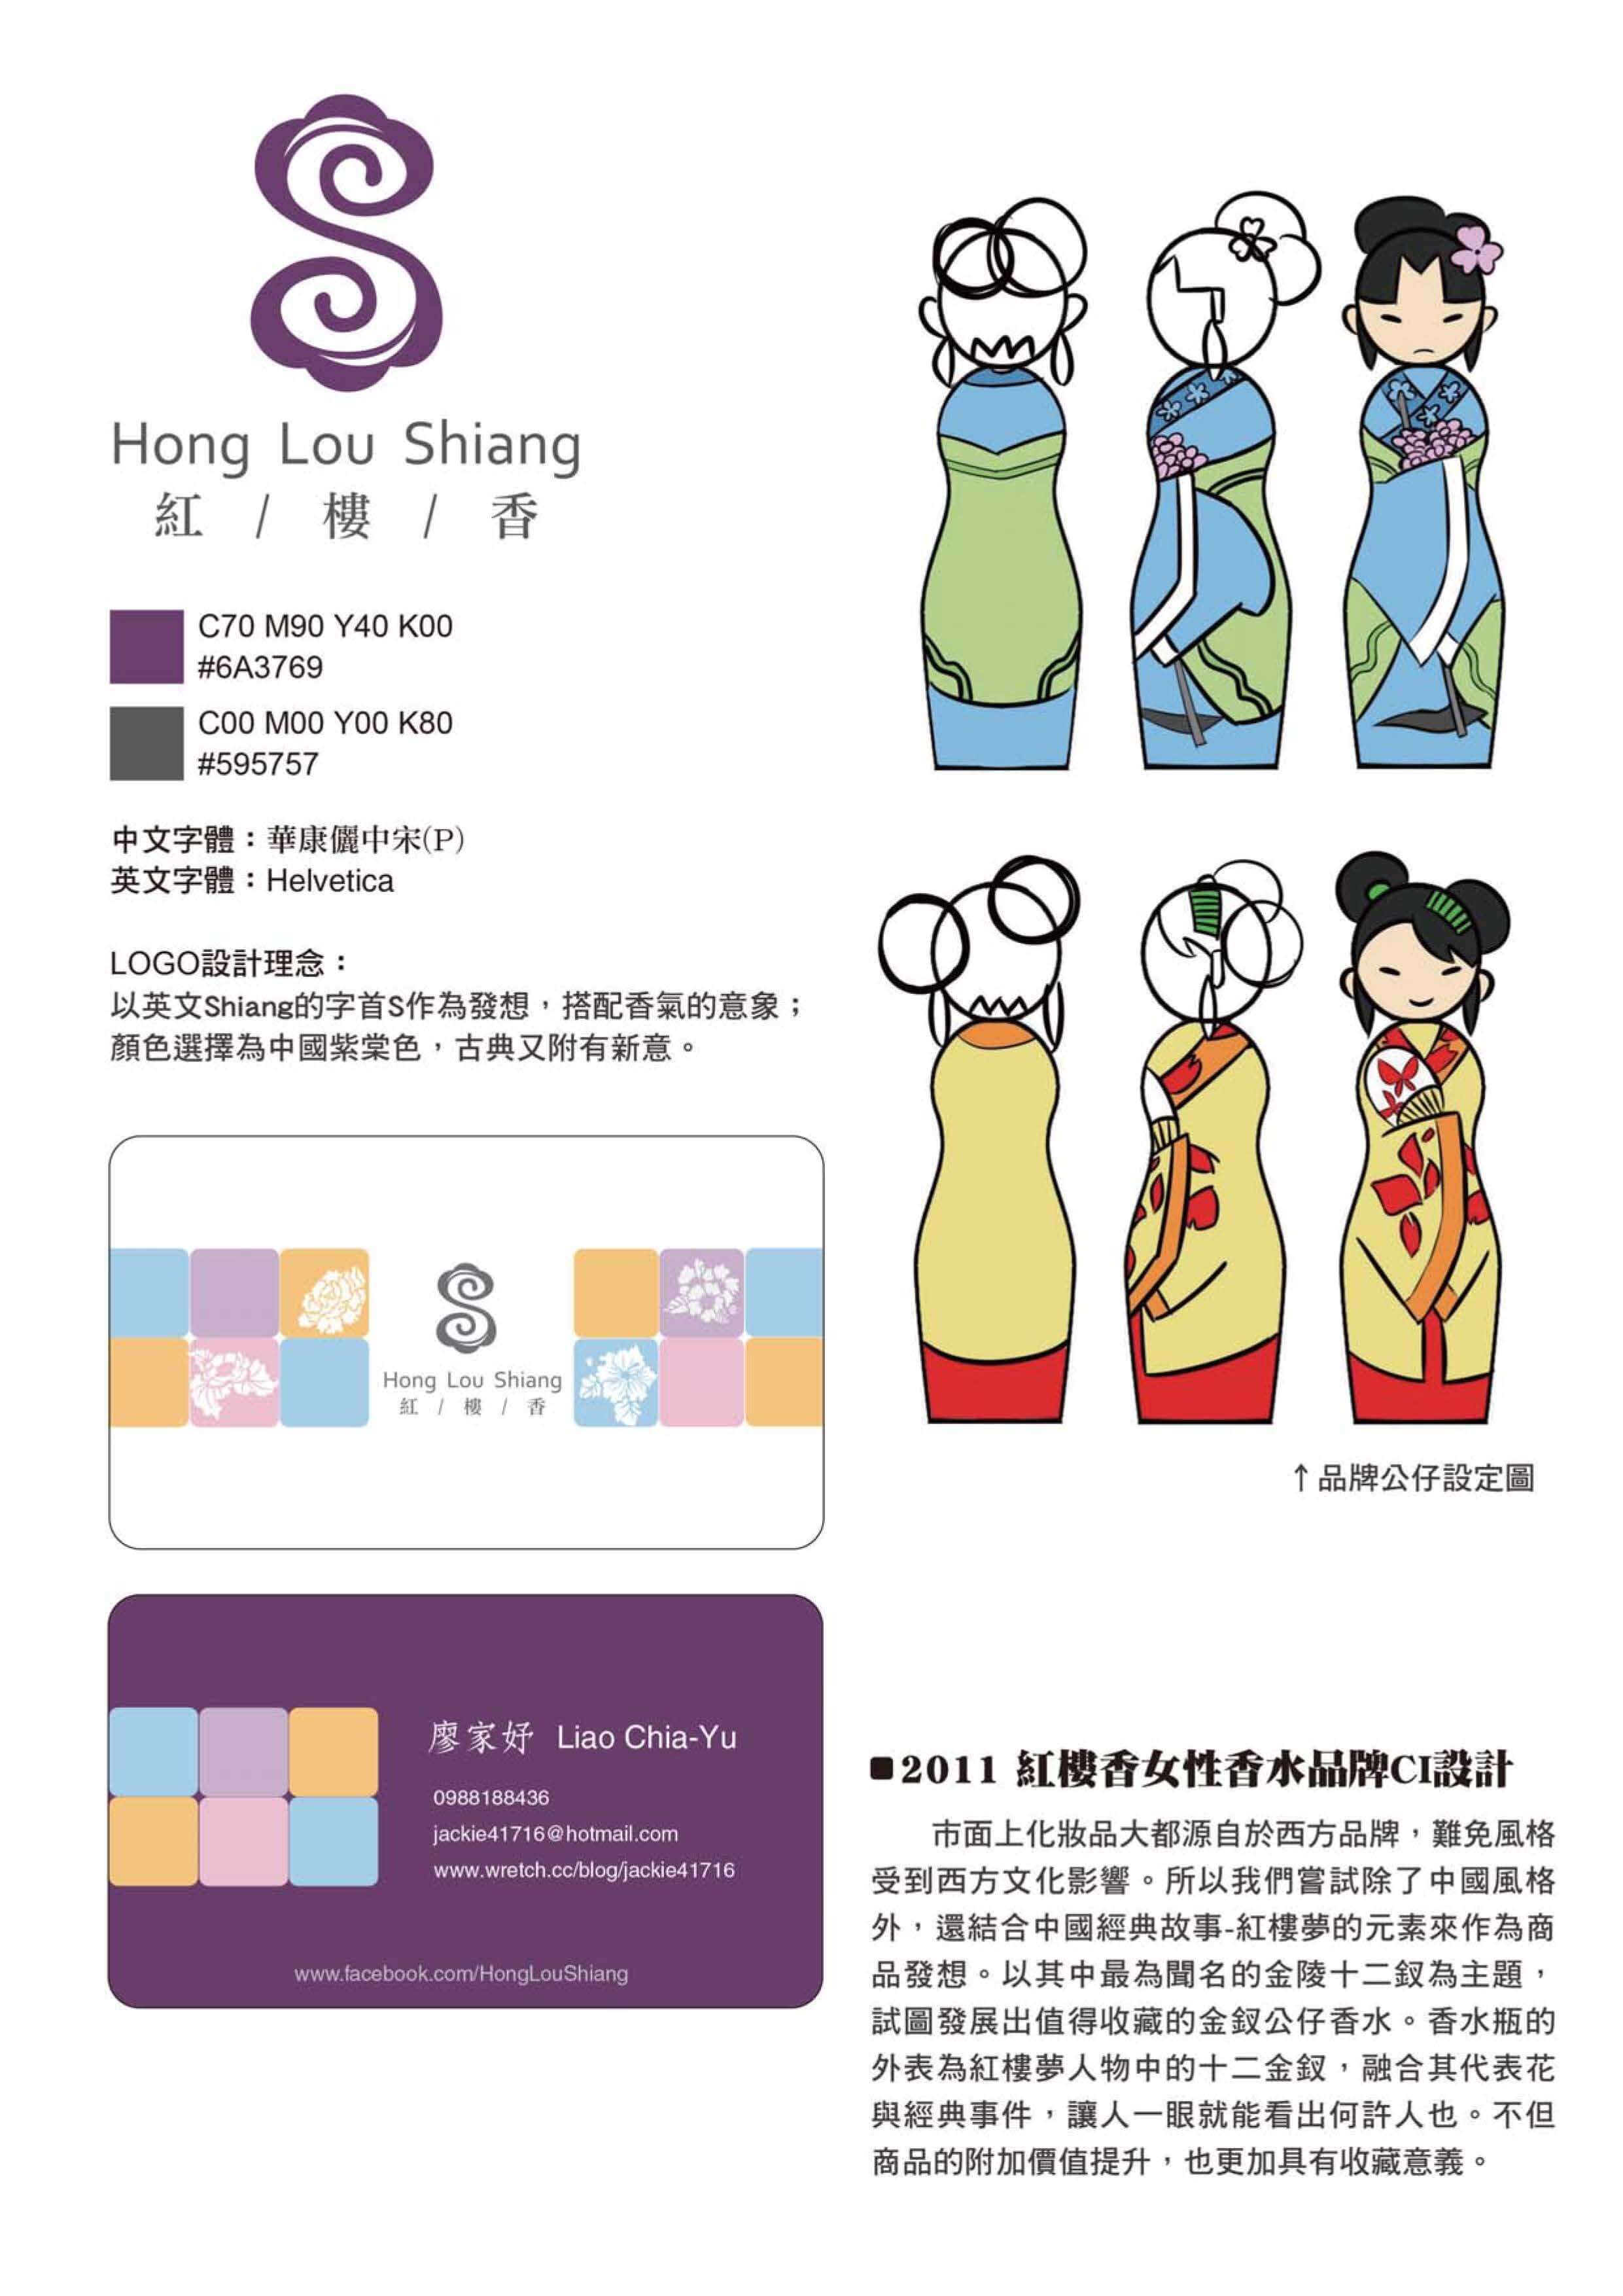 Hong Lou Shiang
紅 / 樓 / 香
C70 M90 Y40 K00
#6A3769
C00 M00 Y00 K80
#595757
中文字體：華康儷中宋(P)
英文字體：Helvetica
LOGO設計理念：
以英文Shiang的字首S作為發想，搭配香氣的意象；
顏色選擇為中國紫棠色，古典又附有新意。
Hong Lou Shiang
紅 / 樓 / 香
廖家妤 Liao Chia-Yu
0988188436
jackie41716@hotmail.com
www.wretch.cc/blog/jackie41716
www.facebook.com/HongLouShiang
↑品牌公仔設定圖
■2011 紅樓香女性香水品牌CI設計
市面上化妝品大都源自於西方品牌，難免風格
受到西方文化影響。所以我們嘗試除了中國風格
外，還結合中國經典故事-紅樓夢的元素來作為商
品發想。以其中最為聞名的金陵十二釵為主題，
試圖發展出值得收藏的金釵公仔香水。香水瓶的
外表為紅樓夢人物中的十二金釵，融合其代表花
與經典事件，讓人一眼就能看出何許人也。不但
商品的附加價值提升，也更加具有收藏意義。